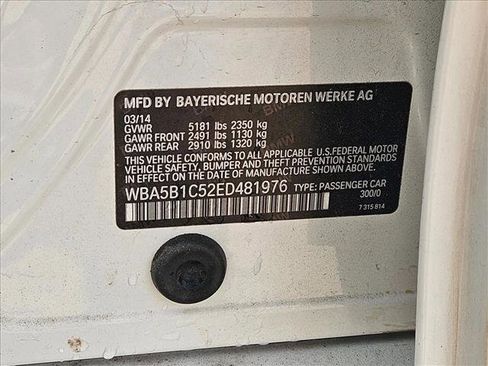 MFD BY BAYERISCHE MOTOREN WERKE AG
03/14
GVWR 5181 lbs 2350 kg
GAWR FRONT 2491 lbs 1130 kg
GAWR REAR 2910 lbs 1320 kg
THIS VEHICLE CONFORMS TO ALL APPLICABLE U.S.FEDERAL MOTOR
VEHICLE SAFETY, BUMPER AND THEFT PREVENTION STANDARDS
IN EFFECT ON THE DATE OF MANUFACTURE SHOWN ABOVE.
WBA5B1C52ED481976 TYPE: PASSENGER CAR
300/0
7 315 814